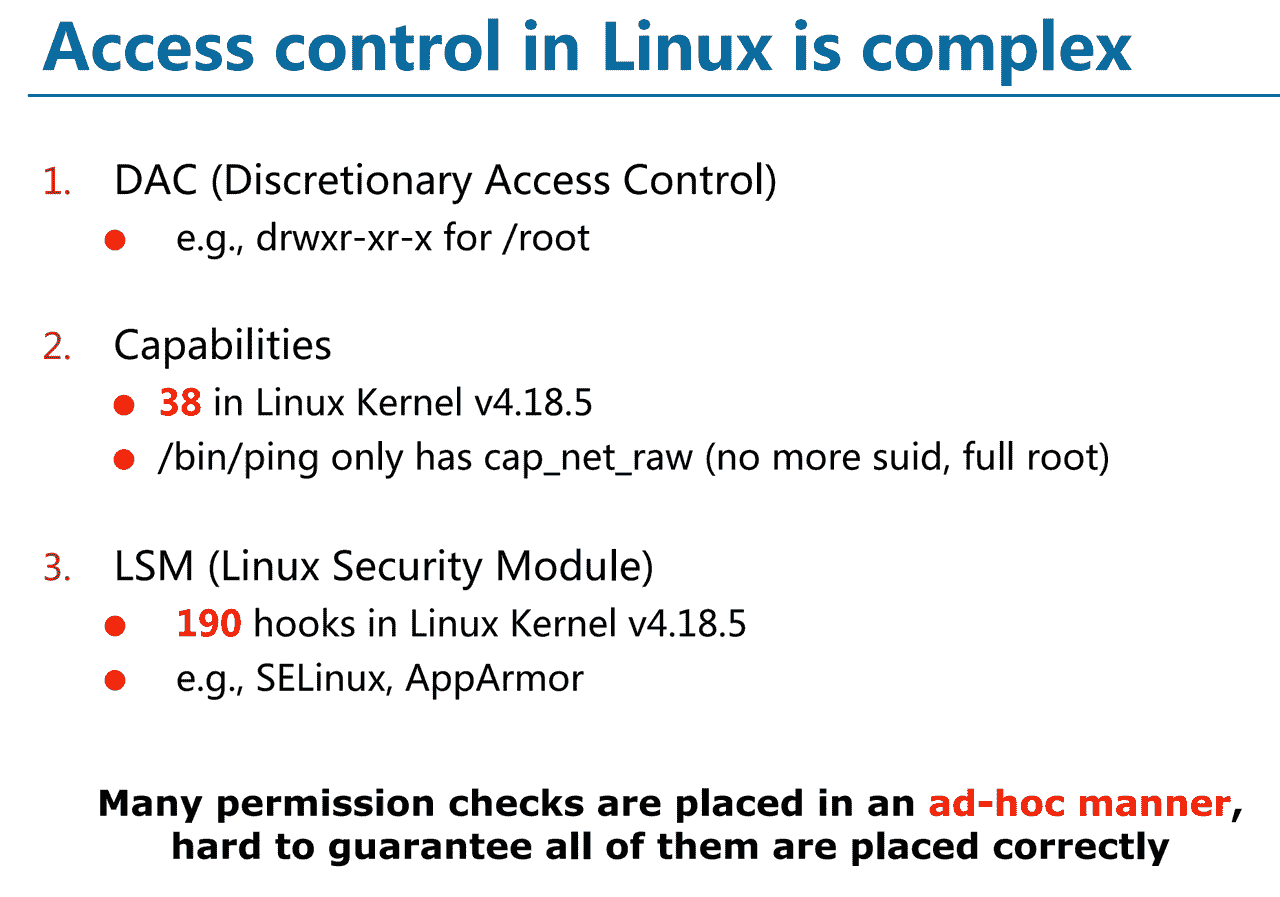 Access control in Linux is complex
1. DAC (Discretionary Access Control)
● e.g., drwxr-xr-x for /root
2. Capabilities
● 38 in Linux Kernel v4.18.5
● /bin/ping only has cap_net_raw (no more suid, full root)
3. LSM (Linux Security Module)
● 190 hooks in Linux Kernel v4.18.5
● e.g., SELinux, AppArmor
Many permission checks are placed in an ad-hoc manner,
hard to guarantee all of them are placed correctly